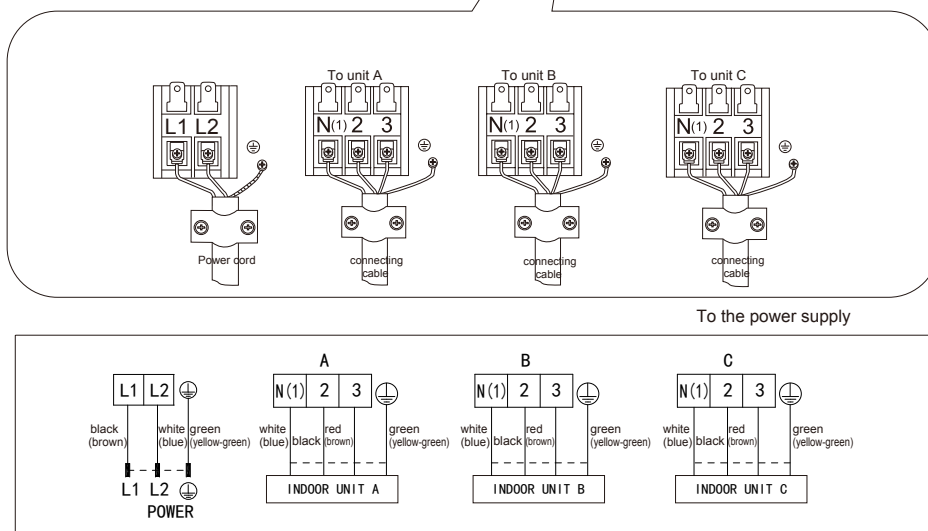 To unit A To unit B To unit C
L1 L2 N(1) 2 3 N(1) 2 3 N(1) 2 3
Power cord connecting cable connecting cable connecting cable
To the power supply
A B C
L1 L2 N(1) 2 3 N(1) 2 3 N(1) 2 3
black (brown) white (blue) green (yellow-green) white (blue) black red (brown) green (yellow-green) white (blue) black red (brown) green (yellow-green) white (blue) black red (brown) green (yellow-green)
L1 L2 INDOOR UNIT A INDOOR UNIT B INDOOR UNIT C
POWER